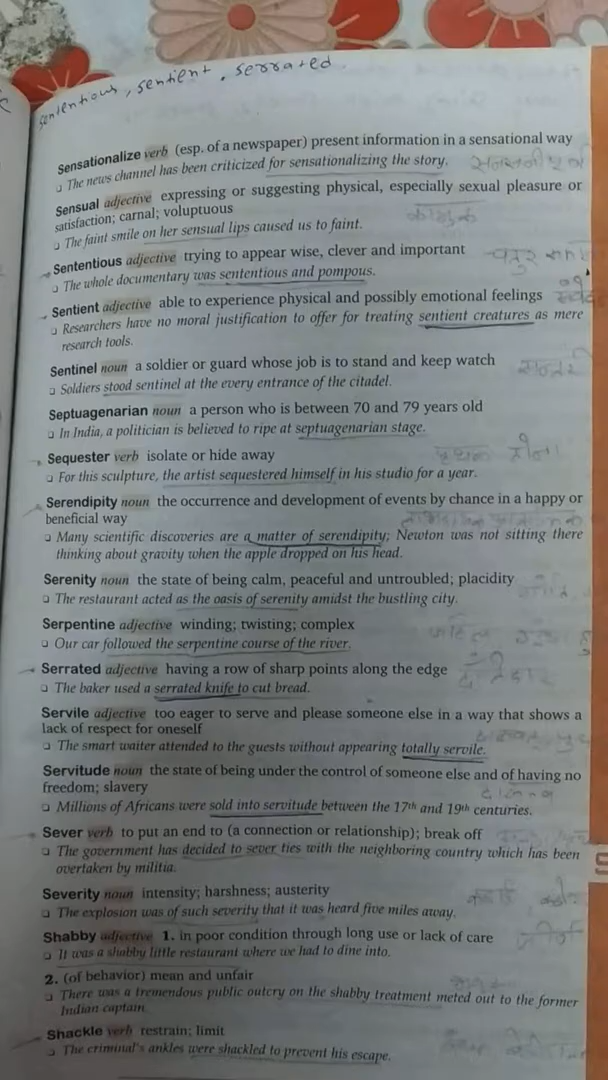 sententious, sentient, serrated.
Sensationalize verb (esp. of a newspaper) present information in a sensational way
❑ The news channel has been criticized for sensationalizing the story.
Sensual adjective expressing or suggesting physical, especially sexual pleasure or
satisfaction; carnal; voluptuous
❑ The faint smile on her sensual lips caused us to faint.
Sententious adjective trying to appear wise, clever and important
❑ The whole documentary was sententious and pompous.
Sentient adjective able to experience physical and possibly emotional feelings
❑ Researchers have no moral justification to offer for treating sentient creatures as mere
research tools.
Sentinel noun a soldier or guard whose job is to stand and keep watch
❑ Soldiers stood sentinel at the every entrance of the citadel.
Septuagenarian noun a person who is between 70 and 79 years old
❑ In India, a politician is believed to ripe at septuagenarian stage.
Sequester verb isolate or hide away
❑ For this sculpture, the artist sequestered himself in his studio for a year.
Serendipity noun the occurrence and development of events by chance in a happy or
beneficial way
❑ Many scientific discoveries are a matter of serendipity; Newton was not sitting there
thinking about gravity when the apple dropped on his head.
Serenity noun the state of being calm, peaceful and untroubled; placidity
❑ The restaurant acted as the oasis of serenity amidst the bustling city.
Serpentine adjective winding; twisting; complex
❑ Our car followed the serpentine course of the river.
Serrated adjective having a row of sharp points along the edge
❑ The baker used a serrated knife to cut bread.
Servile adjective too eager to serve and please someone else in a way that shows a
lack of respect for oneself
❑ The smart waiter attended to the guests without appearing totally servile.
Servitude noun the state of being under the control of someone else and of having no
freedom; slavery
❑ Millions of Africans were sold into servitude between the 17th and 19th centuries.
Sever verb to put an end to (a connection or relationship); break off
❑ The government has decided to sever ties with the neighboring country which has been
overtaken by militia.
Severity noun intensity; harshness; austerity
❑ The explosion was of such severity that it was heard five miles away.
Shabby adjective 1. in poor condition through long use or lack of care
❑ It was a shabby little restaurant where we had to dine into.
2. (of behavior) mean and unfair
❑ There was a tremendous public outcry on the shabby treatment meted out to the former
Indian captain.
Shackle verb restrain; limit
❑ The criminal's ankles were shackled to prevent his escape.